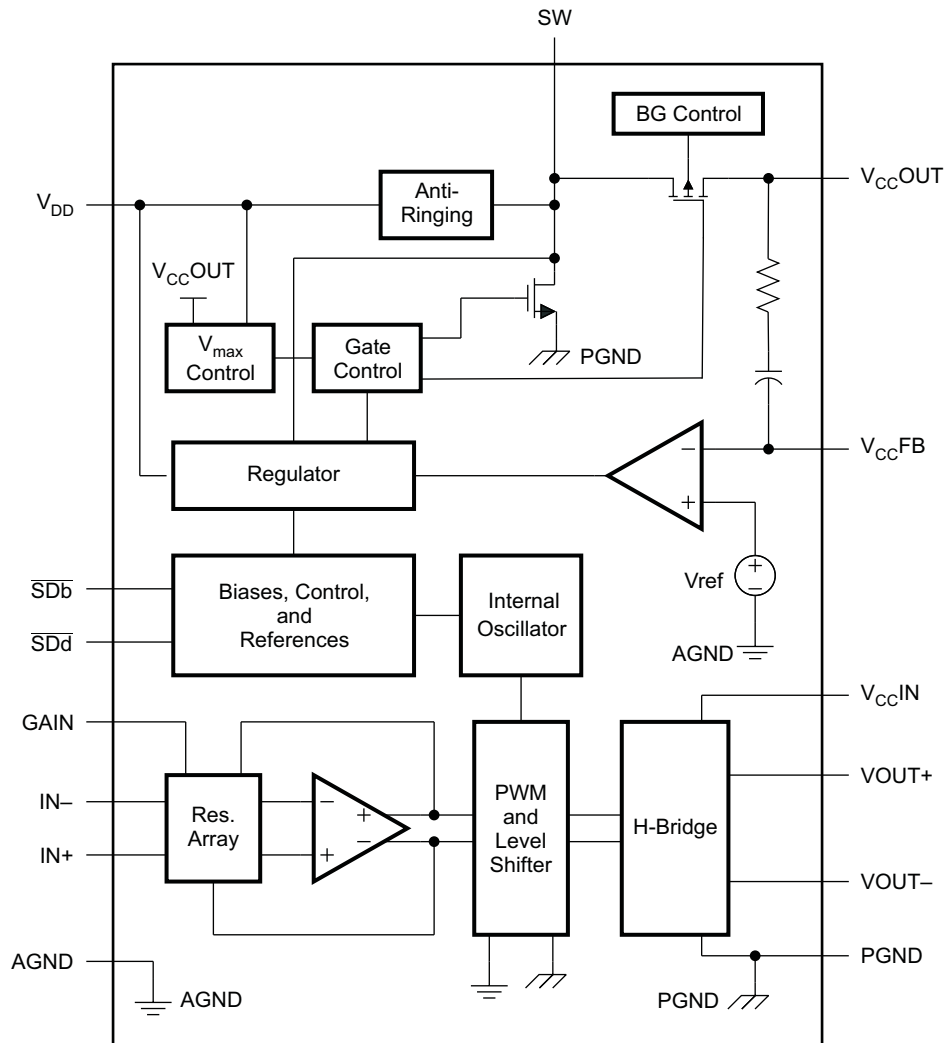 SW
BG Control
V_DD
Anti-
Ringing
V_CCOUT
V_CCOUT
V_max
Control
Gate
Control
PGND
Regulator
−
+
V_CCFB
Vref
+
−
AGND
SDb
SDd
Biases, Control,
and
References
Internal
Oscillator
GAIN
IN–
IN+
Res.
Array
−
+
+
−
PWM
and
Level
Shifter
H-Bridge
V_CCIN
VOUT+
VOUT–
PGND
PGND
AGND
AGND